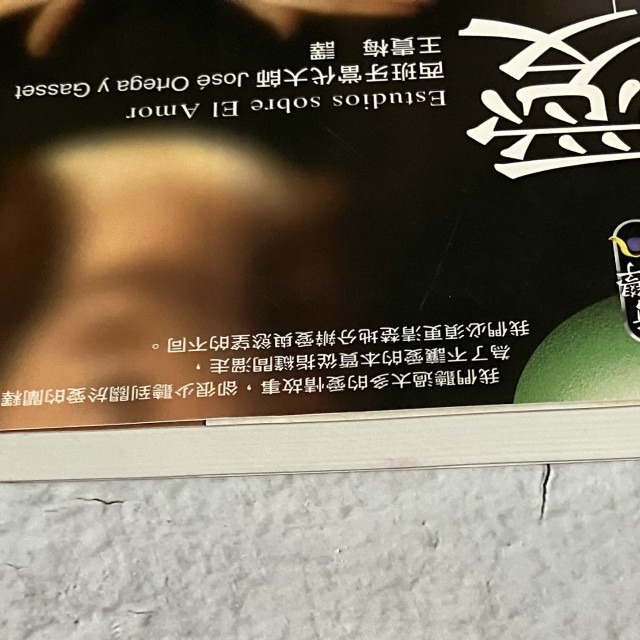 我們聽過太多的愛情故事，卻很少聽到關於愛的闡釋
為了不讓愛的本質從指縫間溜走，
我們必須更清楚地分辨愛與慾望的不同。
愛
Estudios sobre El Amor
西班牙當代大師 José Ortega y Gasset
王貴梅 譯